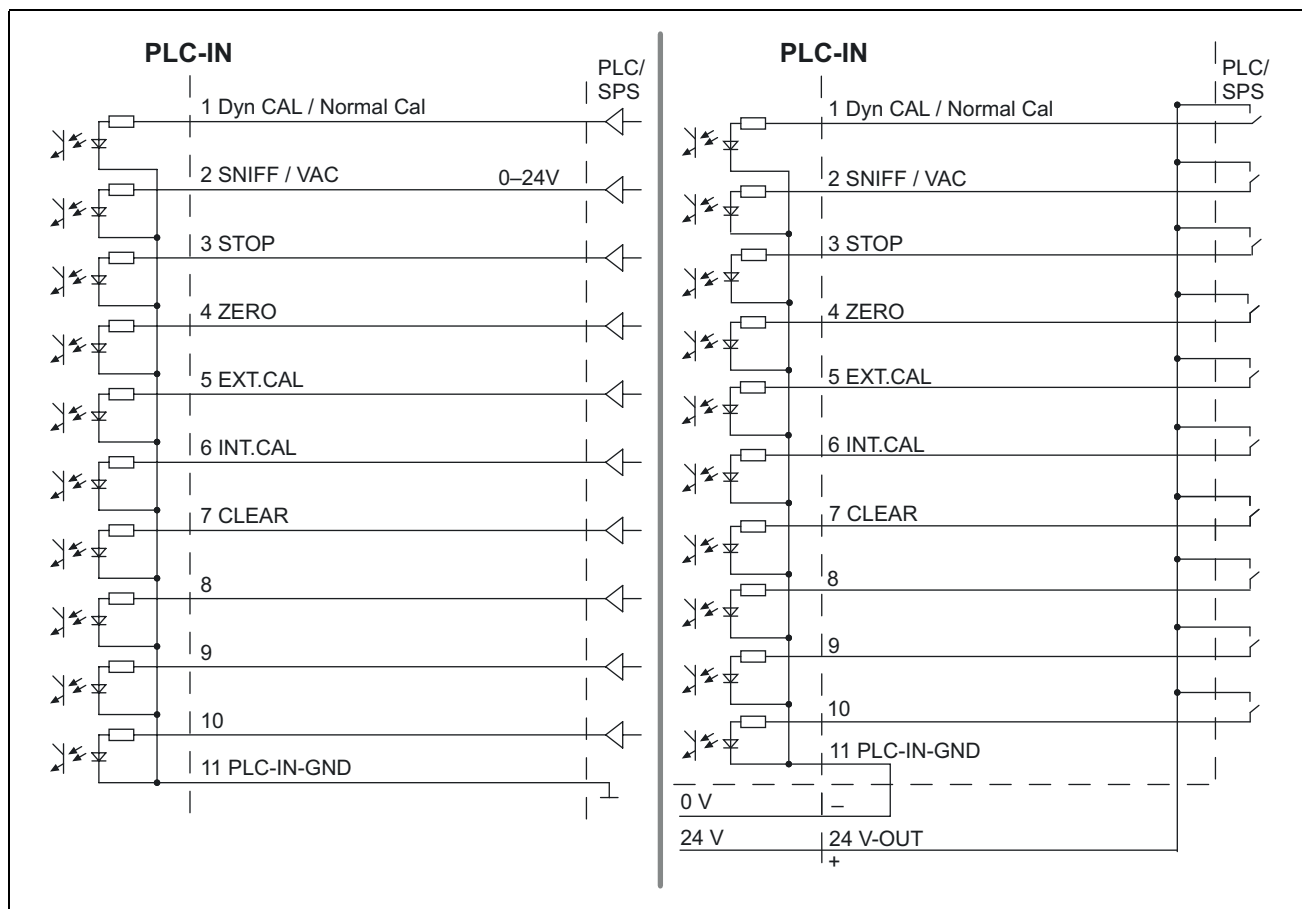 PLC-IN
PLC/
SPS
1 Dyn CAL / Normal Cal
2 SNIFF / VAC
0–24V
3 STOP
4 ZERO
5 EXT.CAL
6 INT.CAL
7 CLEAR
8
9
10
11 PLC-IN-GND
PLC-IN
PLC/
SPS
1 Dyn CAL / Normal Cal
2 SNIFF / VAC
3 STOP
4 ZERO
5 EXT.CAL
6 INT.CAL
7 CLEAR
8
9
10
11 PLC-IN-GND
0 V
–
24 V
24 V-OUT
+